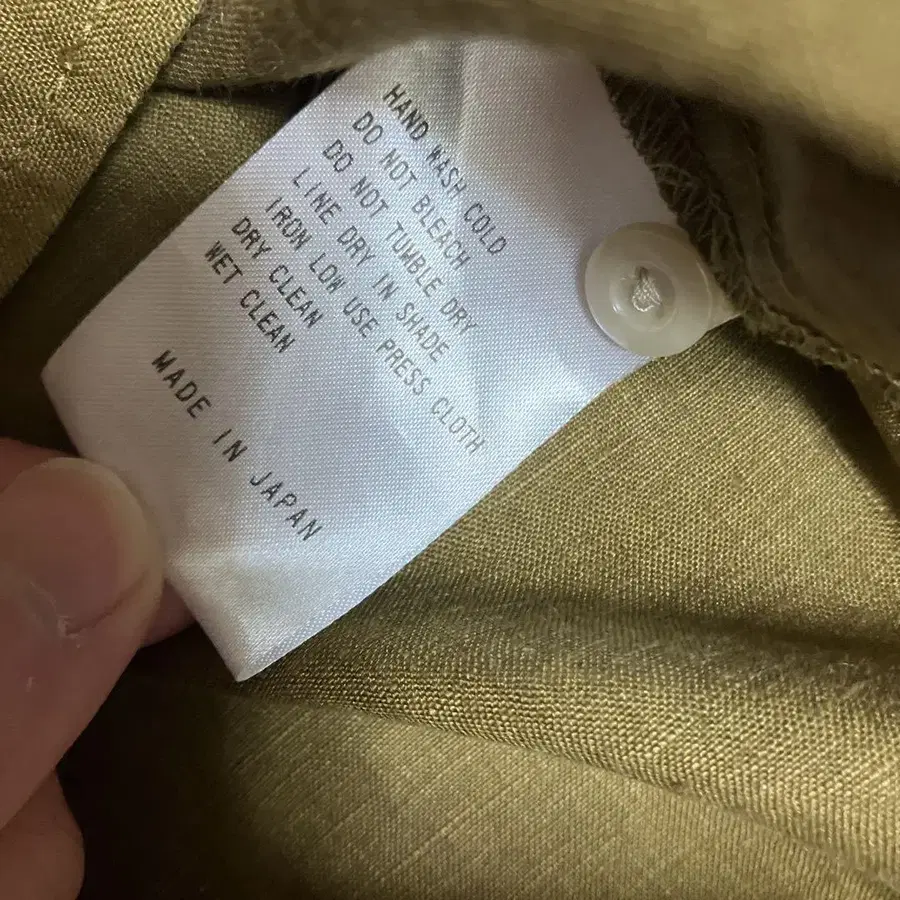 HAND WASH COLD
DO NOT BLEACH
DO NOT TUMBLE DRY
LINE DRY IN SHADE
IRON LOW USE PRESS CLOTH
DRY CLEAN
WET CLEAN
MADE IN JAPAN